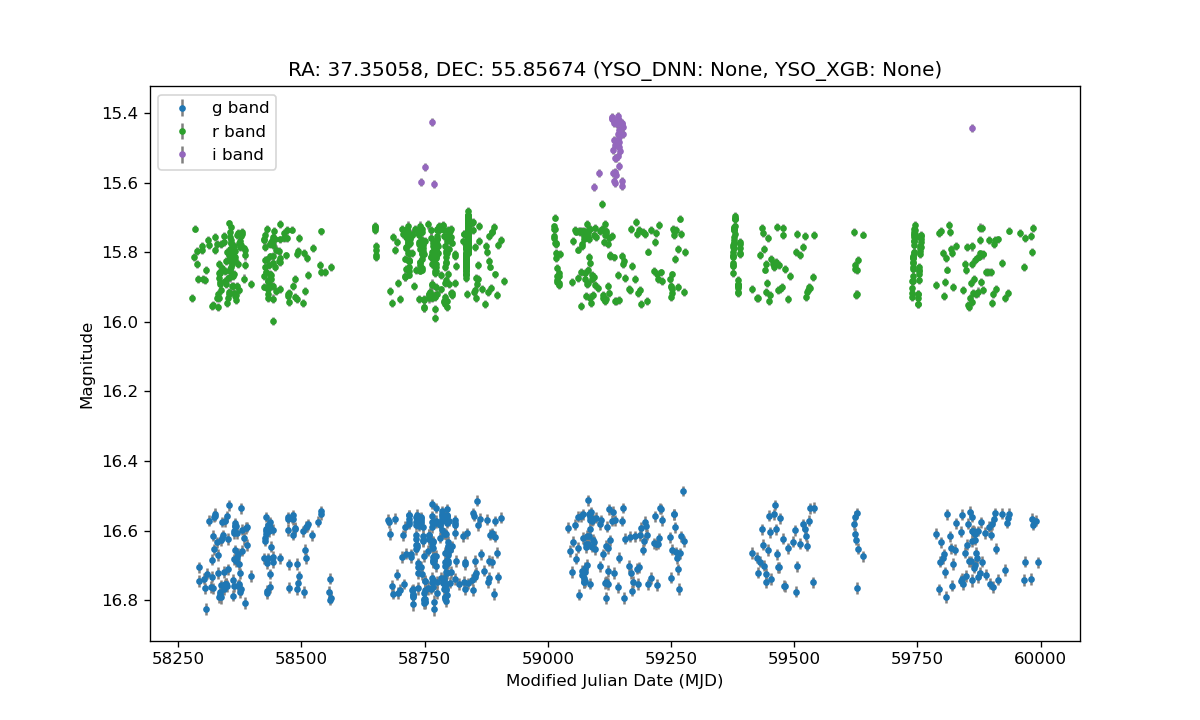 RA: 37.35058, DEC: 55.85674 (YSO_DNN: None, YSO_XGB: None)
g band
r band
i band
15.4
15.6
15.8
16.0
16.2
16.4
16.6
16.8
Magnitude
58250 58500 58750 59000 59250 59500 59750 60000
Modified Julian Date (MJD)